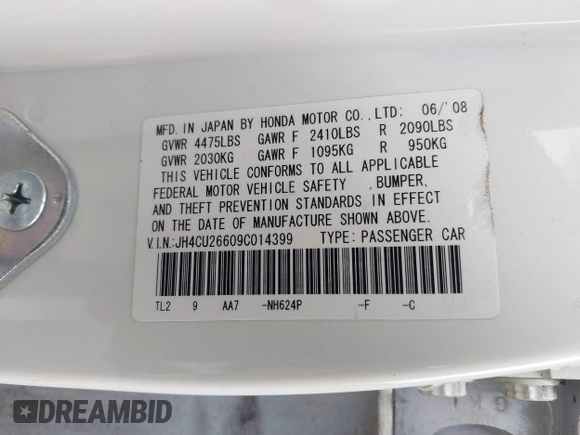 MFD. IN JAPAN BY HONDA MOTOR CO., LTD: 06/'08
GVWR 4475LBS GAWR F 2410LBS R 2090LBS
GVWR 2030KG GAWR F 1095KG R 950KG
THIS VEHICLE CONFORMS TO ALL APPLICABLE
FEDERAL MOTOR VEHICLE SAFETY ,BUMPER,
AND THEFT PREVENTION STANDARDS IN EFFECT
ON THE DATE OF MANUFACTURE SHOWN ABOVE.
V.I.N.:JH4CU26609C014399 TYPE: PASSENGER CAR
TL2 9 AA7 -NH624P -F -C
DREAMBID